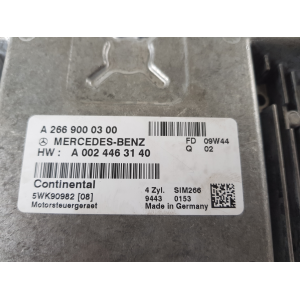 A 266 900 03 00
MERCEDES-BENZ
FD 09W44
Q 02
HW : A 002 446 31 40
Continental
5WK90982 [08]
Motorsteuergeraet
4 Zyl. SIM266
9443 0153
Made in Germany